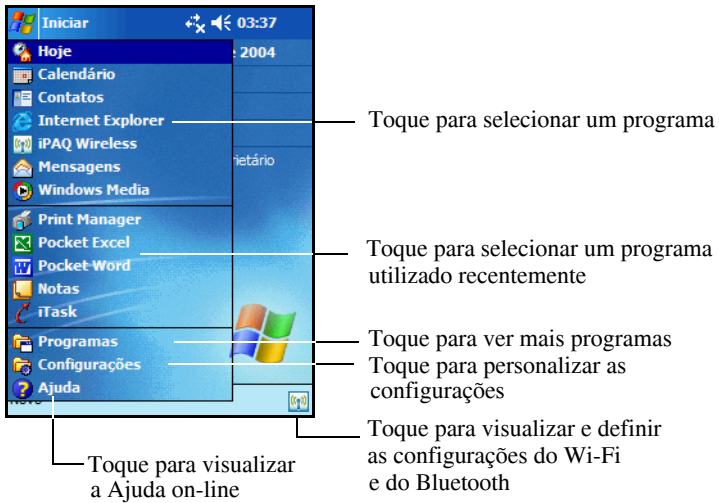 Iniciar 03:37
Hoje 2004
Calendário
Contatos
Internet Explorer
iPAQ Wireless
Mensagens rietário
Windows Media
Print Manager
Pocket Excel
Pocket Word
Notas
iTask
Programas
Configurações
Ajuda
Toque para selecionar um programa
Toque para selecionar um programa
utilizado recentemente
Toque para ver mais programas
Toque para personalizar as
configurações
Toque para visualizar e definir
as configurações do Wi-Fi
e do Bluetooth
Toque para visualizar
a Ajuda on-line